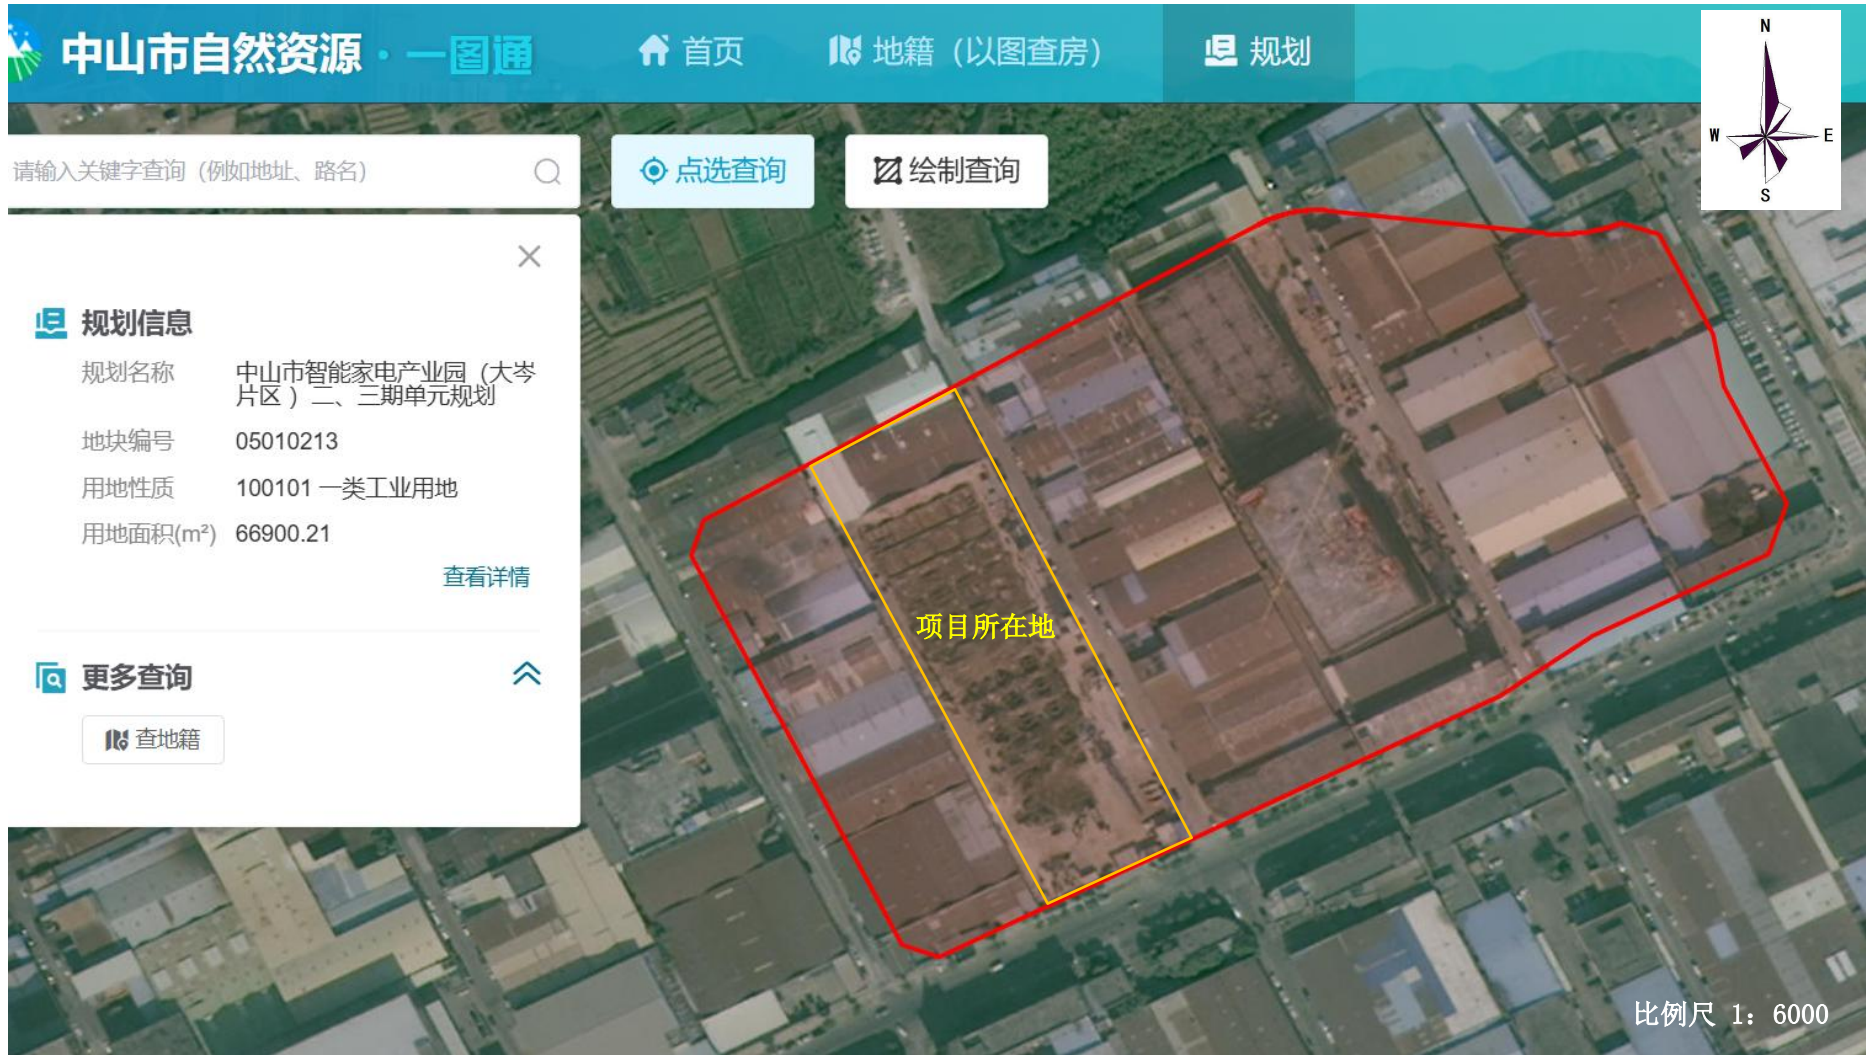 中山市自然资源·一图通
首页
地籍（以图查房）
规划
N
W
E
S
请输入关键字查询（例如地址、路名）
点选查询
绘制查询
规划信息
规划名称
中山市智能家电产业园（大岑
片区）二、三期单元规划
地块编号
05010213
用地性质
100101 一类工业用地
用地面积(m²)
66900.21
查看详情
更多查询
查地籍
项目所在地
比例尺 1：6000